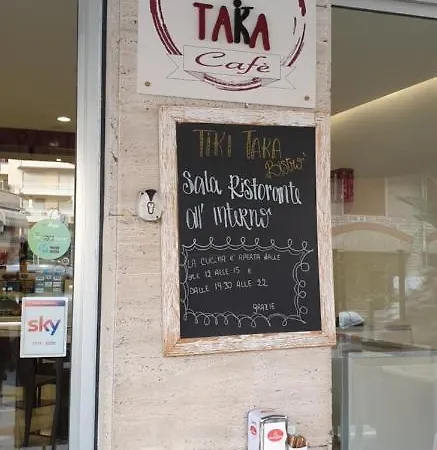 TAKA
Cafè
TIKI TAKA
Bistrot
Sala Ristorante
all' interno
LA CUCINA E' APERTA DALLE
ORE 12 ALLE 15 E
DALLE 19.30 ALLE 22
GRAZIE
sky